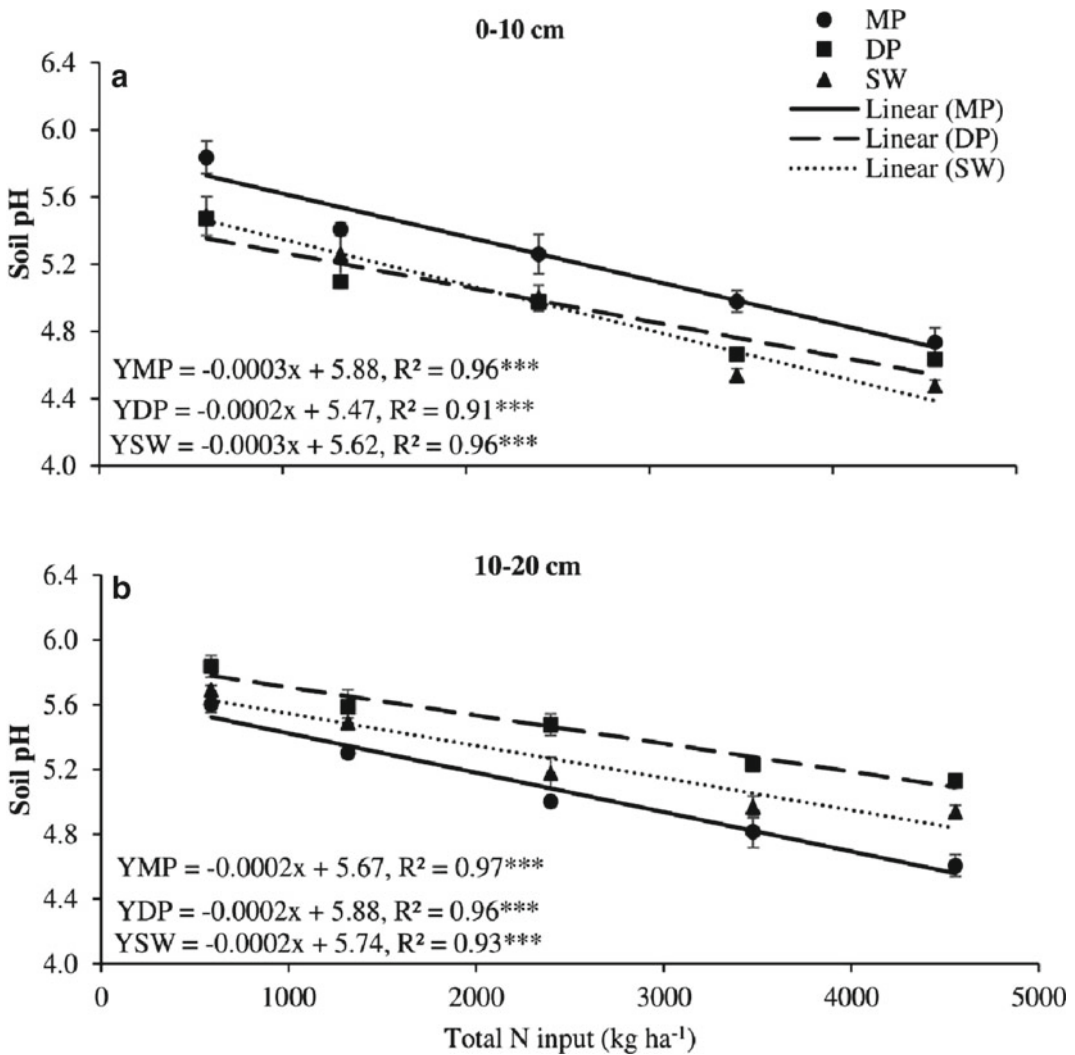 0-10 cm
MP
DP
SW
Linear (MP)
Linear (DP)
Linear (SW)
a
6.4
6.0
5.6
5.2
4.8
4.4
4.0
Soil pH
YMP = -0.0003x + 5.88, R² = 0.96***
YDP = -0.0002x + 5.47, R² = 0.91***
YSW = -0.0003x + 5.62, R² = 0.96***
10-20 cm
b
6.4
6.0
5.6
5.2
4.8
4.4
4.0
Soil pH
YMP = -0.0002x + 5.67, R² = 0.97***
YDP = -0.0002x + 5.88, R² = 0.96***
YSW = -0.0002x + 5.74, R² = 0.93***
0 1000 2000 3000 4000 5000
Total N input (kg ha⁻¹)